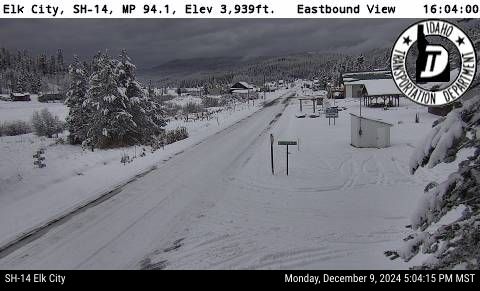 Elk City, SH-14, MP 94.1, Elev 3,939ft. Eastbound View 16:04:00
IDAHO
TRANSPORTATION DEPARTMENT
SH-14 Elk City Monday, December 9, 2024 5:04:15 PM MST